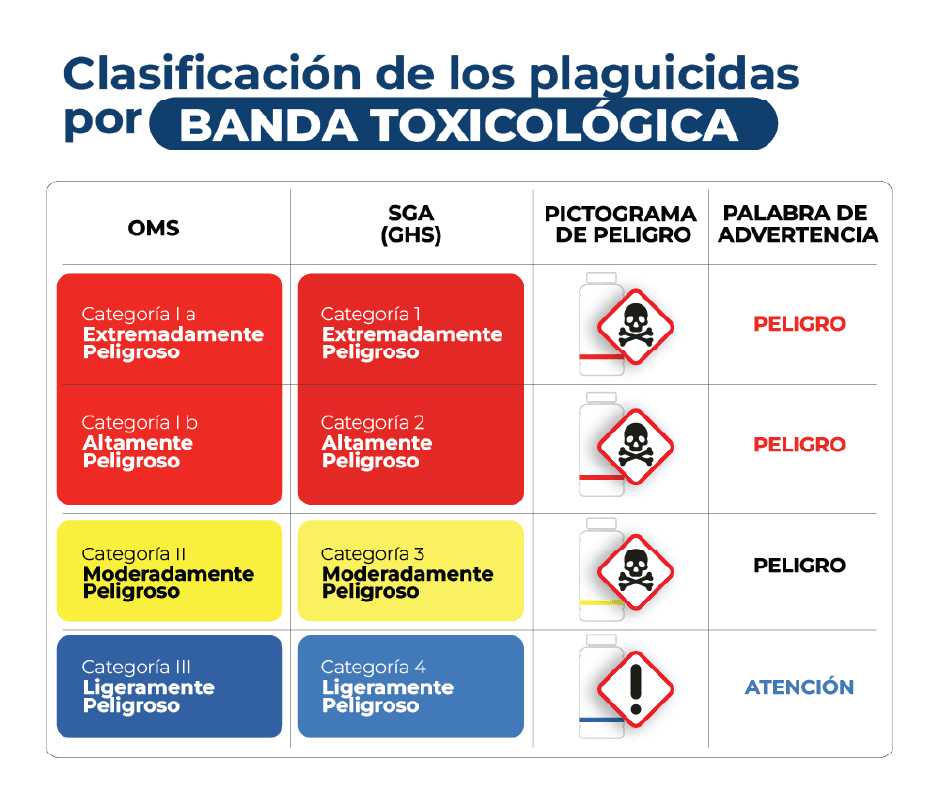 Clasificación de los plaguicidas
por BANDA TOXICOLÓGICA
OMS
SGA
(GHS)
PICTOGRAMA
DE PELIGRO
PALABRA DE
ADVERTENCIA
Categoría I a
Extremadamente
Peligroso
Categoría 1
Extremadamente
Peligroso
PELIGRO
Categoría I b
Altamente
Peligroso
Categoría 2
Altamente
Peligroso
PELIGRO
Categoría II
Moderadamente
Peligroso
Categoría 3
Moderadamente
Peligroso
PELIGRO
Categoría III
Ligeramente
Peligroso
Categoría 4
Ligeramente
Peligroso
ATENCIÓN